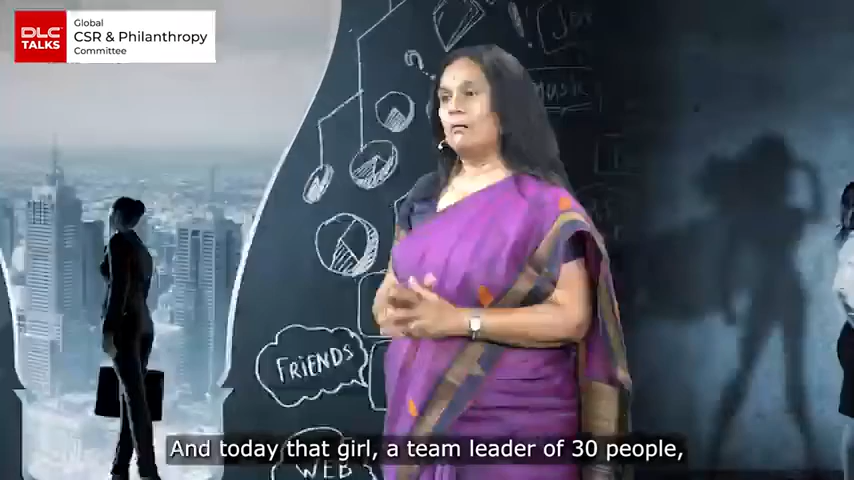 DLC
TALKS
Global
CSR & Philanthropy
Committee
?
!
FRIENDS
WEB
And today that girl, a team leader of 30 people,